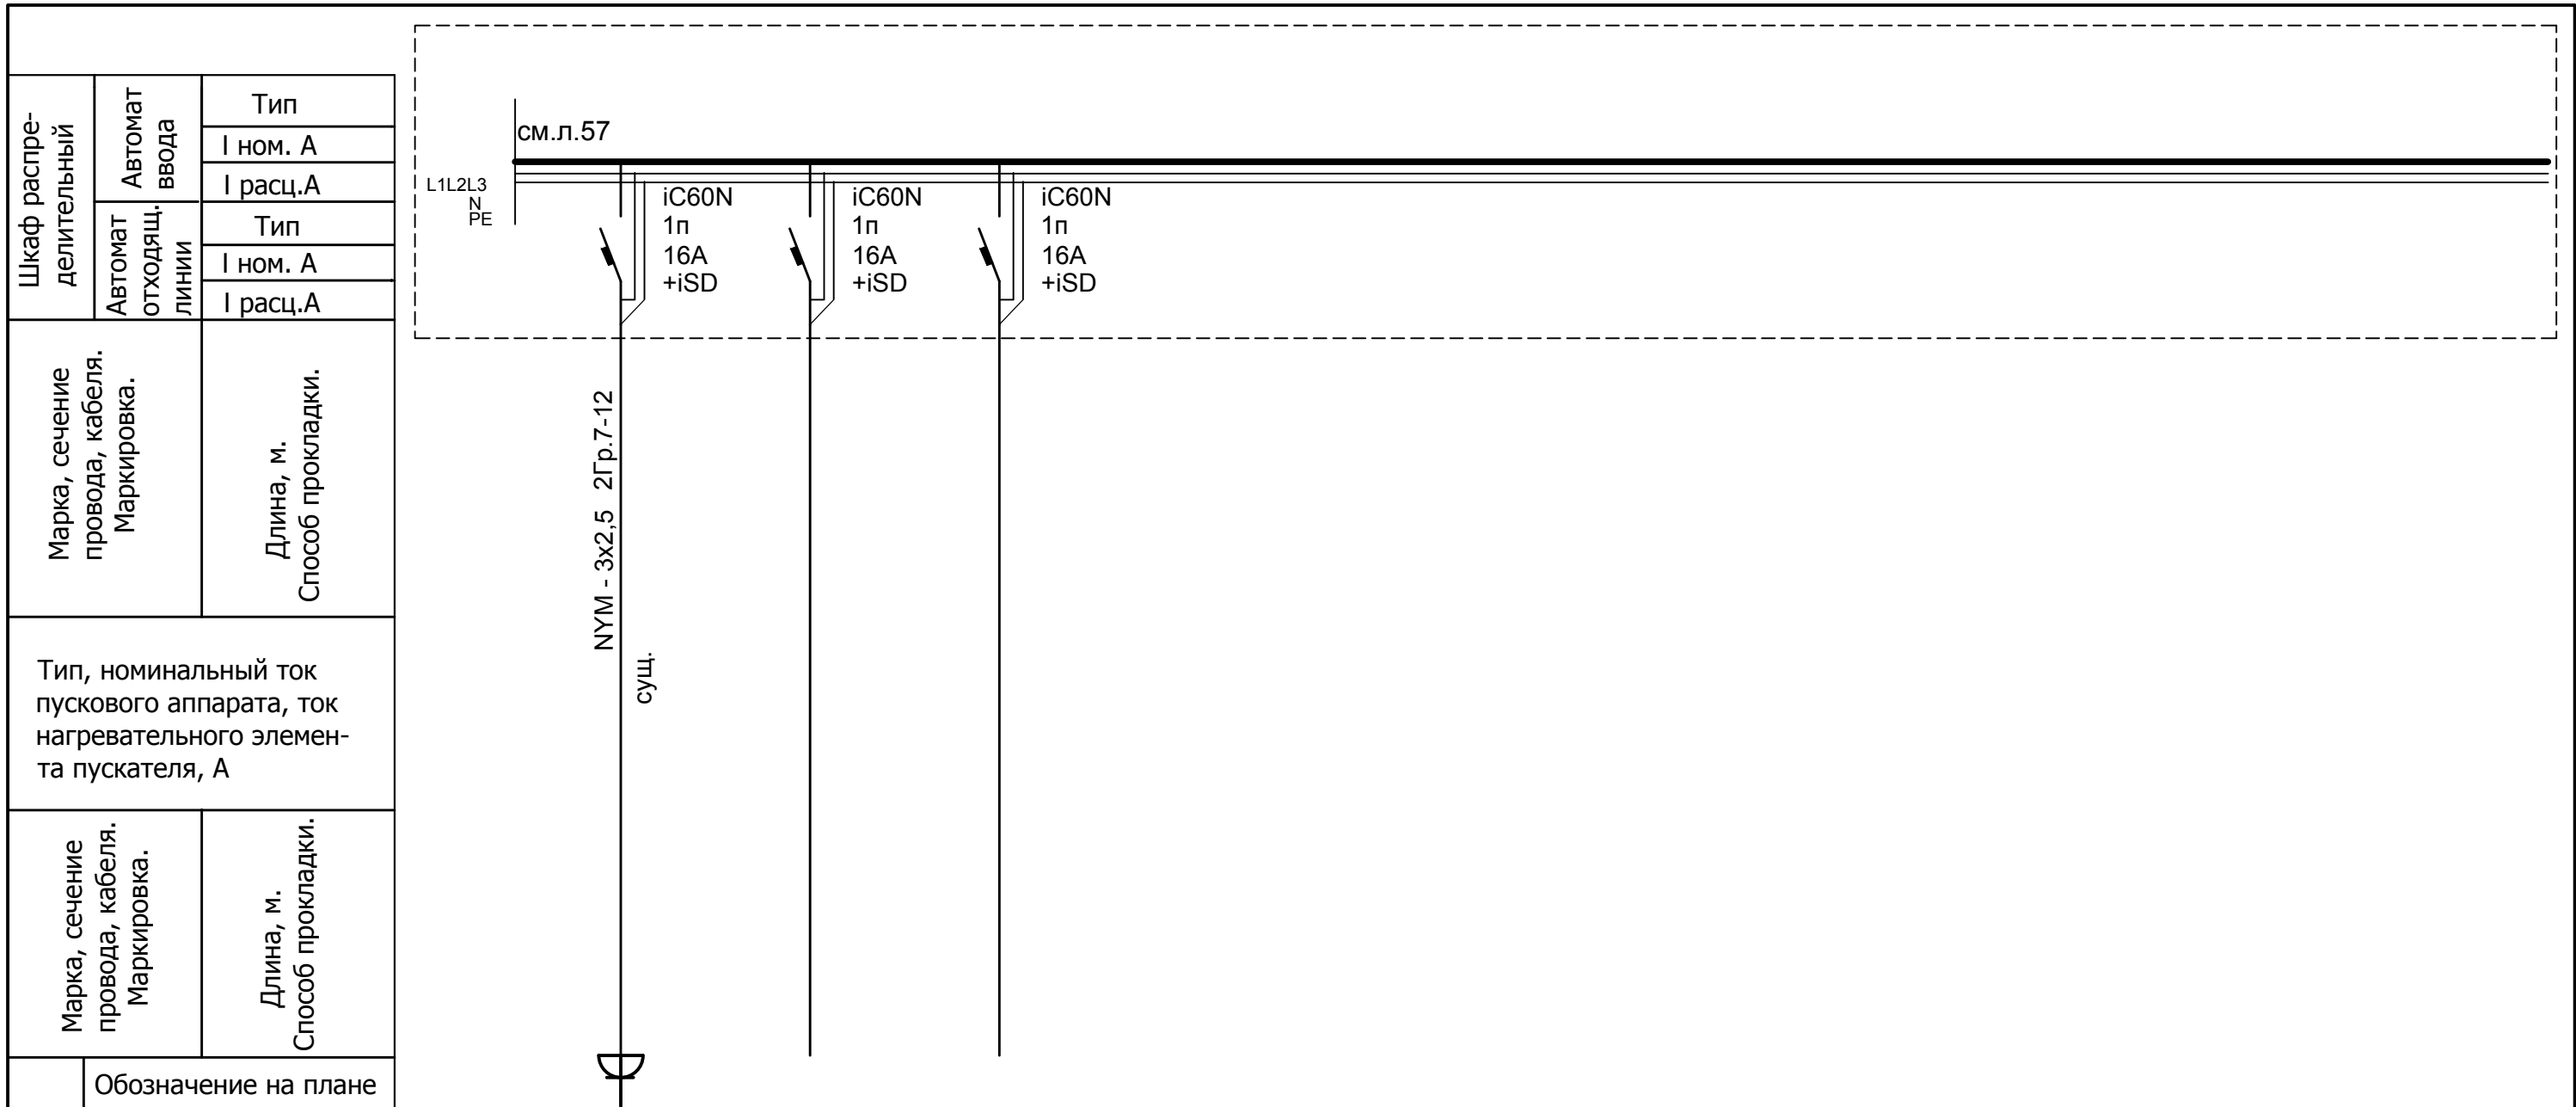 Шкаф распре-
делительный
Автомат
ввода
Тип
I ном. А
I расц.А
Автомат
отходящ.
линии
Тип
I ном. А
I расц.А
Марка, сечение
провода, кабеля.
Маркировка.
Длина, м.
Способ прокладки.
Тип, номинальный ток
пускового аппарата, ток
нагревательного элемен-
та пускателя, А
Марка, сечение
провода, кабеля.
Маркировка.
Длина, м.
Способ прокладки.
Обозначение на плане
см.л.57
L1L2L3
N
PE
iC60N
1п
16А
+iSD
iC60N
1п
16А
+iSD
iC60N
1п
16А
+iSD
NYM - 3х2,5 2Гр.7-12
сущ.